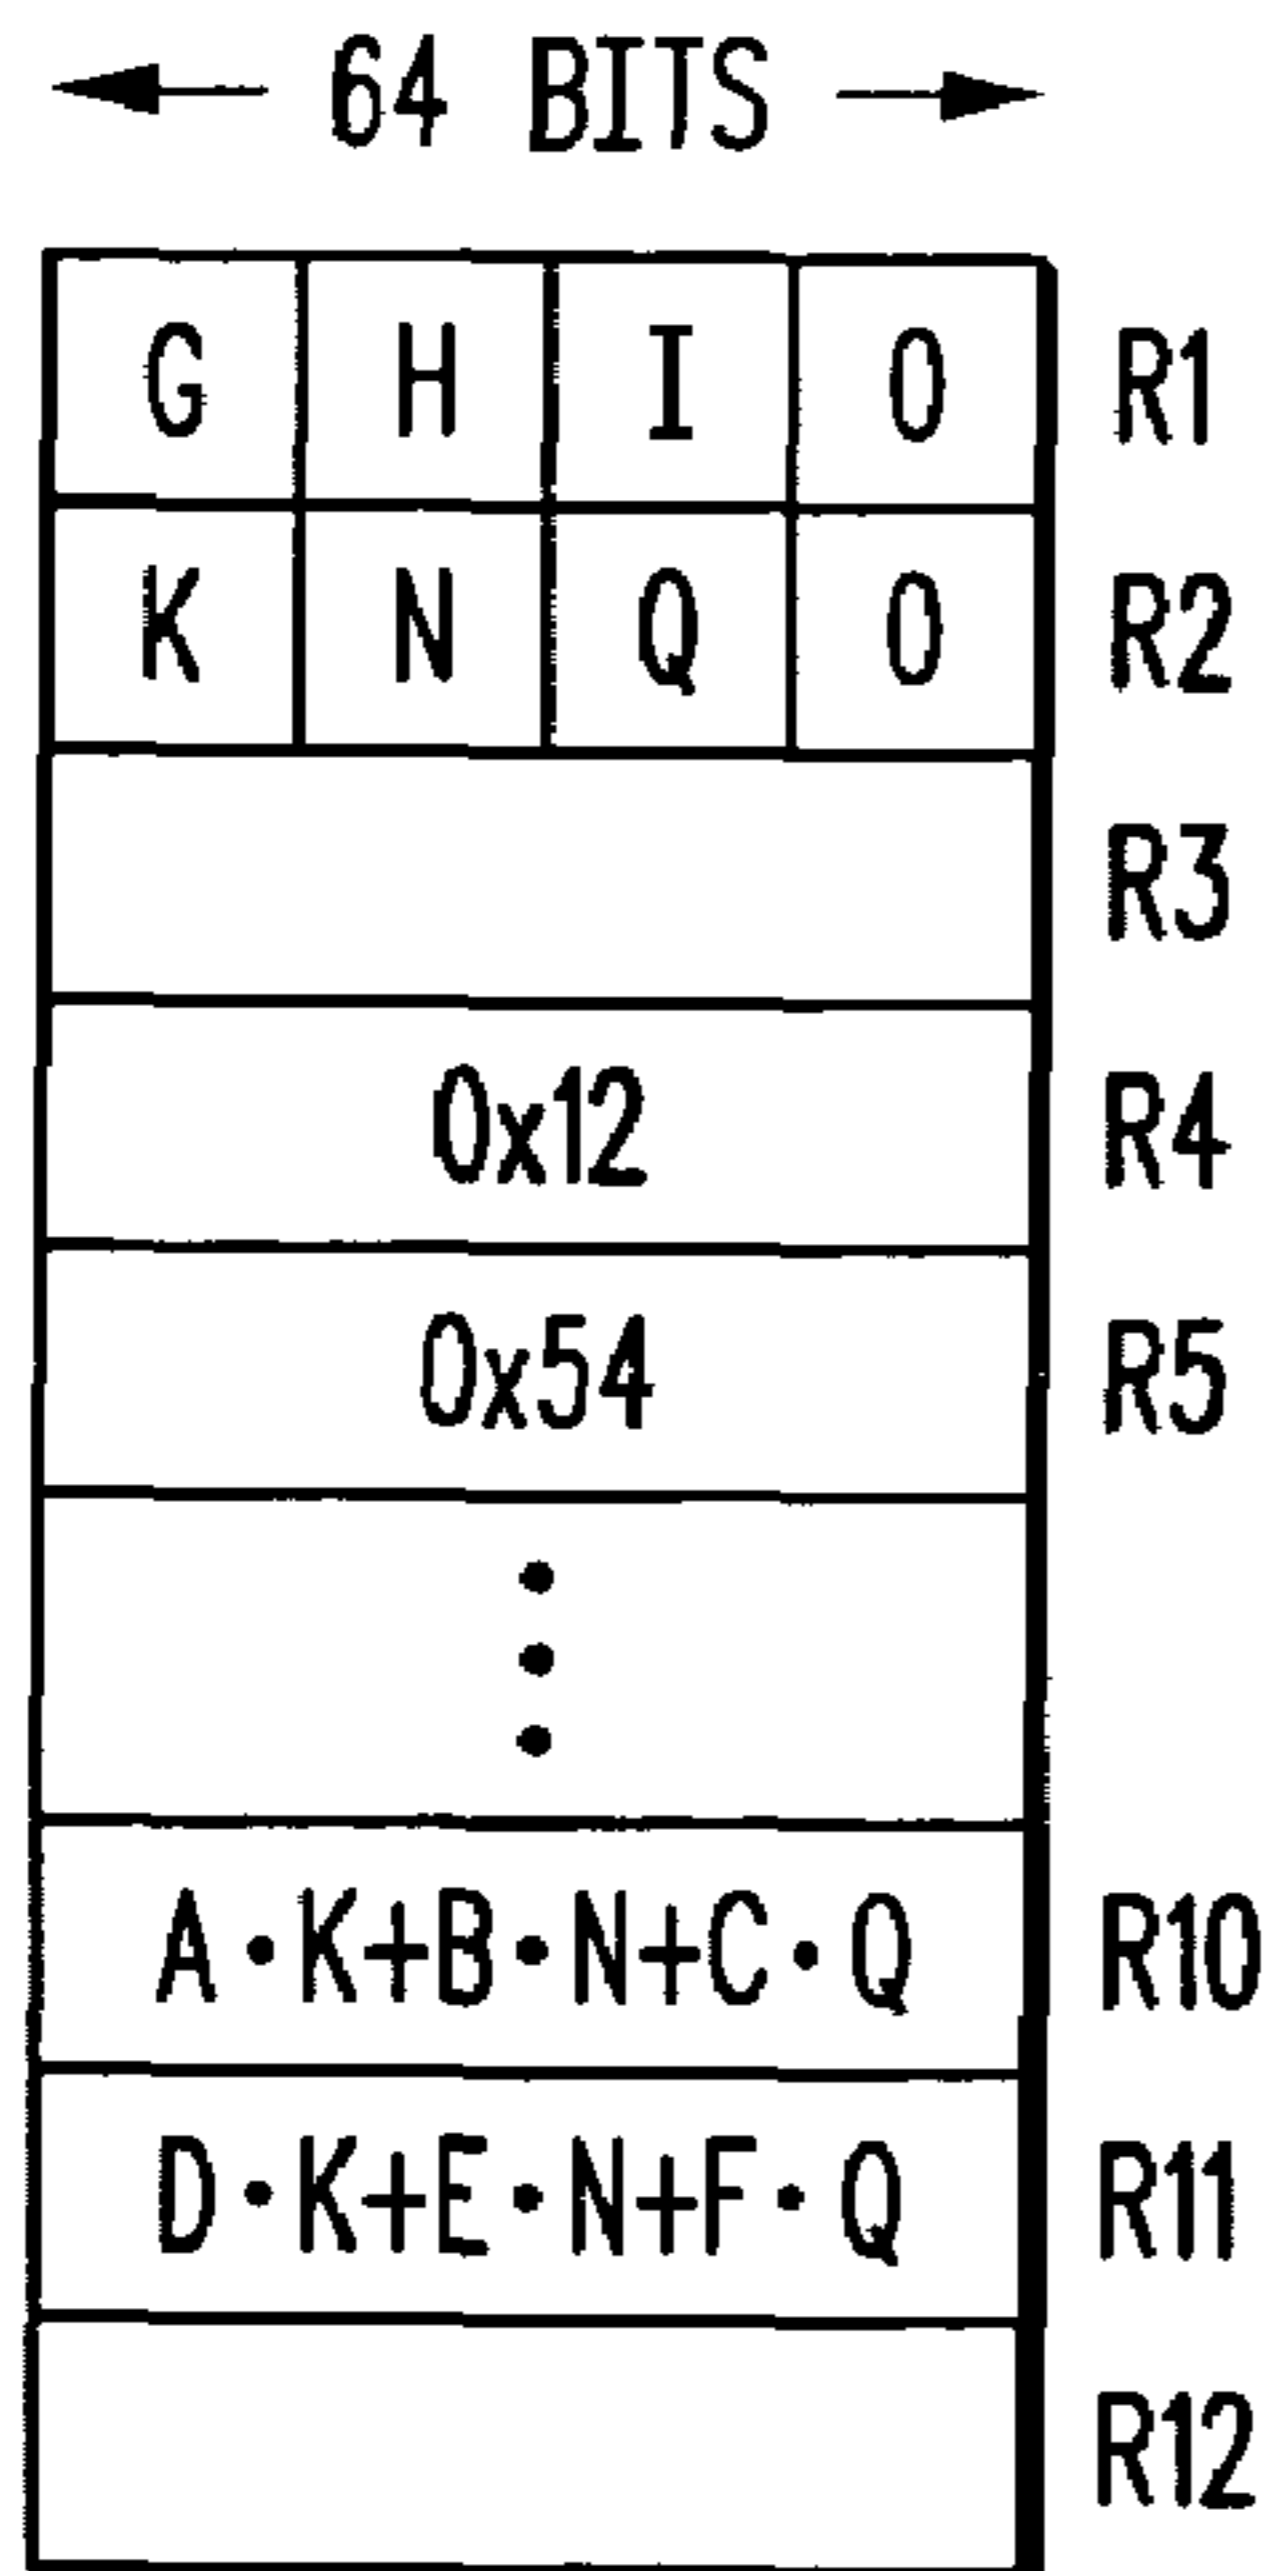 64 BITS
G H I 0 R1
K N Q 0 R2
R3
0x12 R4
0x54 R5
A•K+B•N+C•Q R10
D•K+E•N+F•Q R11
R12